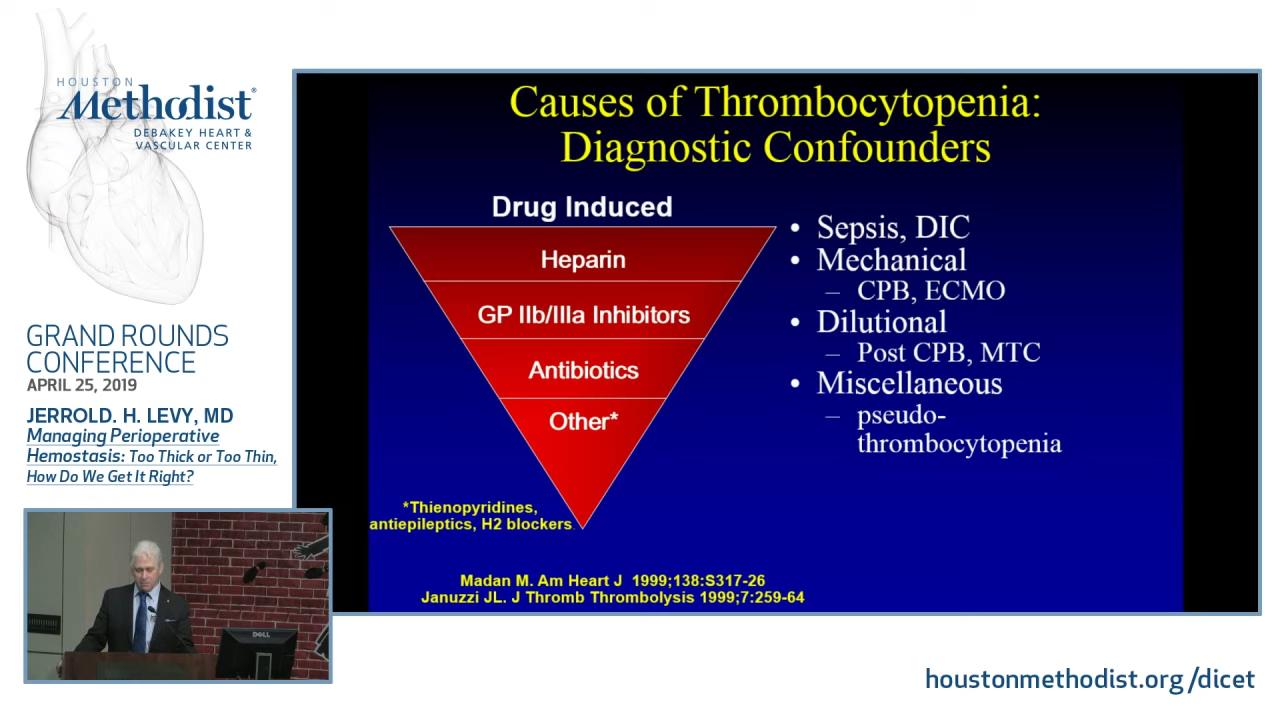 HOUSTON
Methodist®
DEBAKEY HEART &
VASCULAR CENTER
GRAND ROUNDS
CONFERENCE
APRIL 25, 2019
JERROLD. H. LEVY, MD
Managing Perioperative
Hemostasis: Too Thick or Too Thin,
How Do We Get It Right?
Causes of Thrombocytopenia:
Diagnostic Confounders
Drug Induced
Heparin
GP IIb/IIIa Inhibitors
Antibiotics
Other*
*Thienopyridines,
antiepileptics, H2 blockers
• Sepsis, DIC
• Mechanical
– CPB, ECMO
• Dilutional
– Post CPB, MTC
• Miscellaneous
– pseudo-
thrombocytopenia
Madan M. Am Heart J 1999;138:S317-26
Januzzi JL. J Thromb Thrombolysis 1999;7:259-64
DELL
houstonmethodist.org/dicet